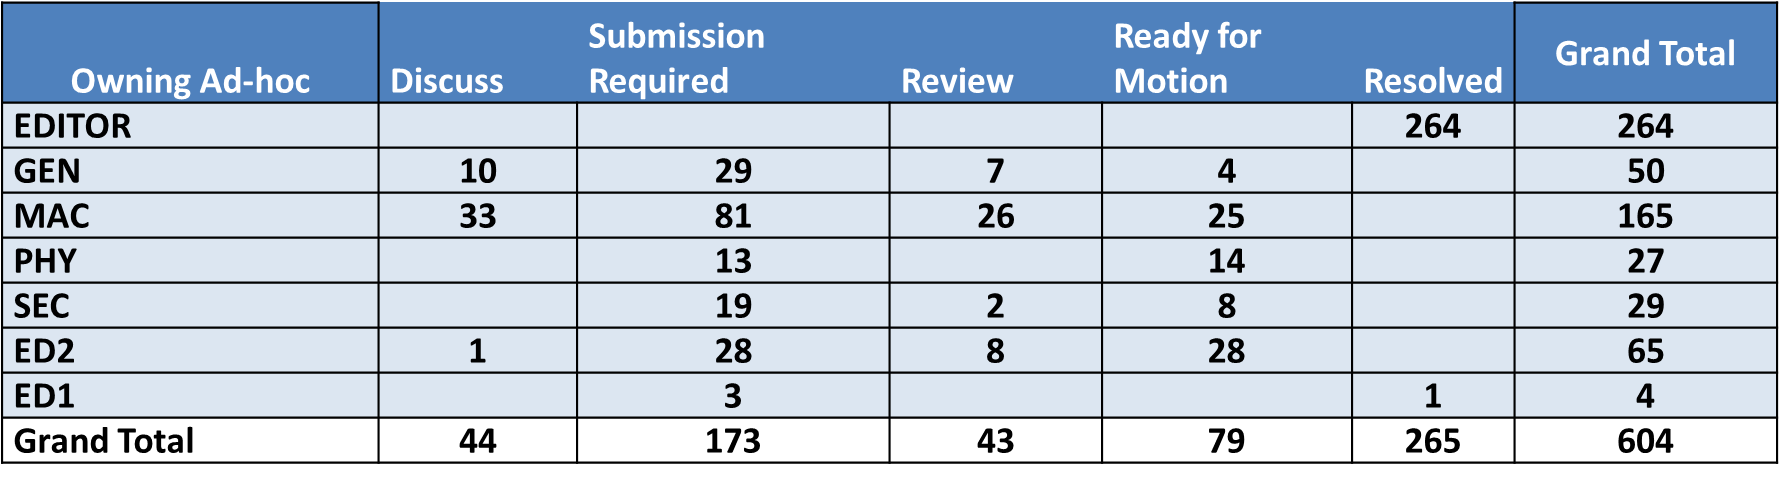 Owning Ad-hoc Discuss Submission Required Review Ready for Motion Resolved Grand Total
EDITOR 264 264
GEN 10 29 7 4 50
MAC 33 81 26 25 165
PHY 13 14 27
SEC 19 2 8 29
ED2 1 28 8 28 65
ED1 3 1 4
Grand Total 44 173 43 79 265 604